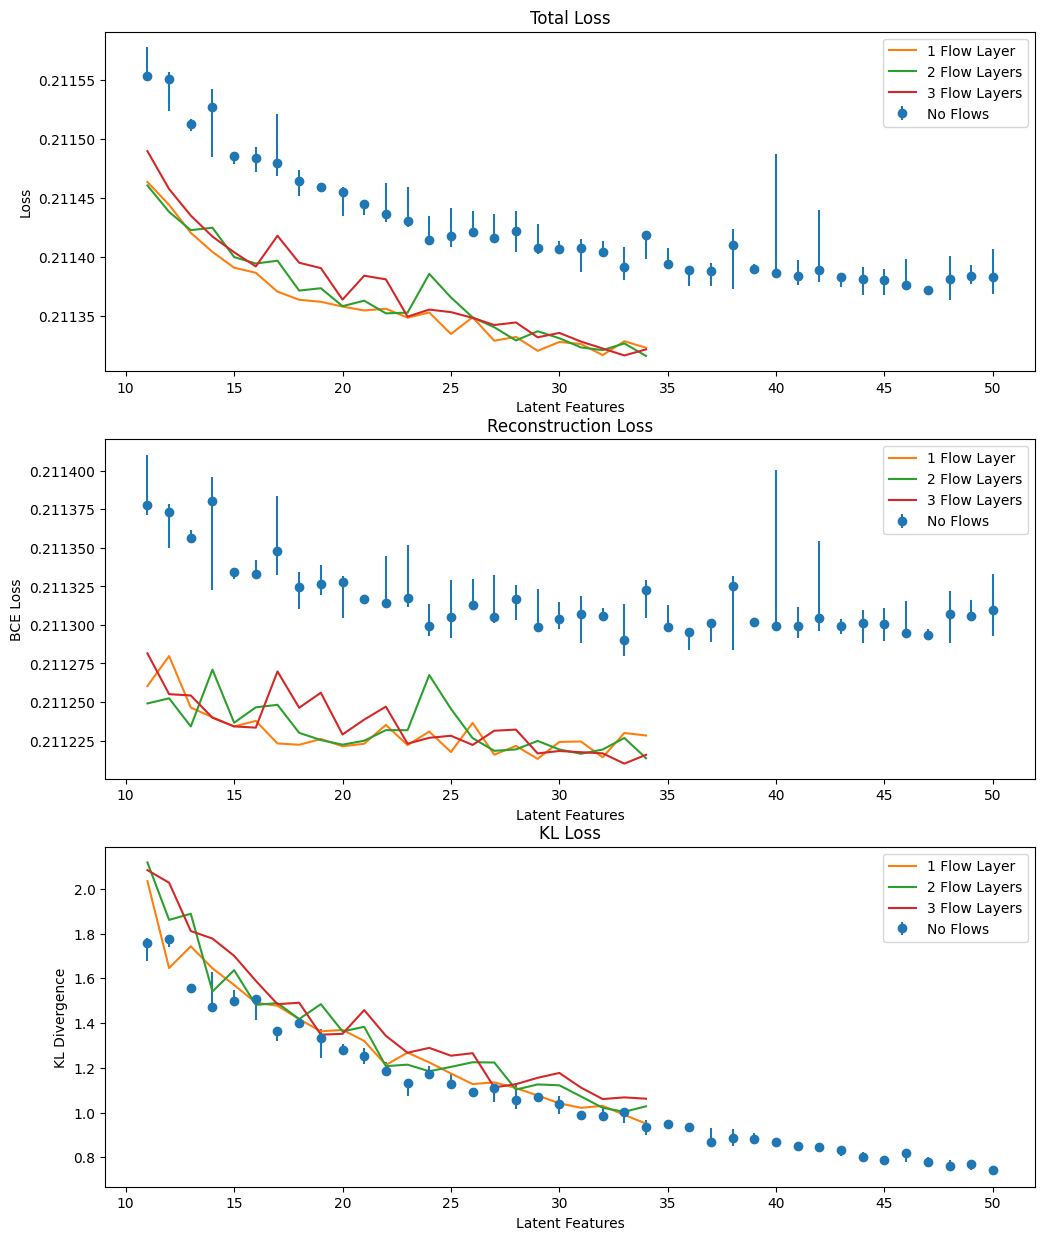 Total Loss
Loss
0.21155
0.21150
0.21145
0.21140
0.21135
1 Flow Layer
2 Flow Layers
3 Flow Layers
No Flows
10 15 20 25 30 35 40 45 50
Latent Features
Reconstruction Loss
BCE Loss
0.211400
0.211375
0.211350
0.211325
0.211300
0.211275
0.211250
0.211225
1 Flow Layer
2 Flow Layers
3 Flow Layers
No Flows
10 15 20 25 30 35 40 45 50
Latent Features
KL Loss
KL Divergence
2.0
1.8
1.6
1.4
1.2
1.0
0.8
1 Flow Layer
2 Flow Layers
3 Flow Layers
No Flows
10 15 20 25 30 35 40 45 50
Latent Features